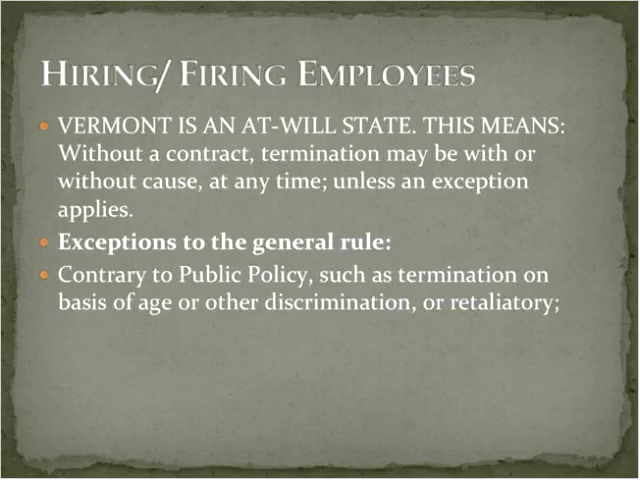 HIRING/ FIRING EMPLOYEES
• VERMONT IS AN AT-WILL STATE. THIS MEANS:
Without a contract, termination may be with or
without cause, at any time; unless an exception
applies.
• Exceptions to the general rule:
• Contrary to Public Policy, such as termination on
basis of age or other discrimination, or retaliatory;